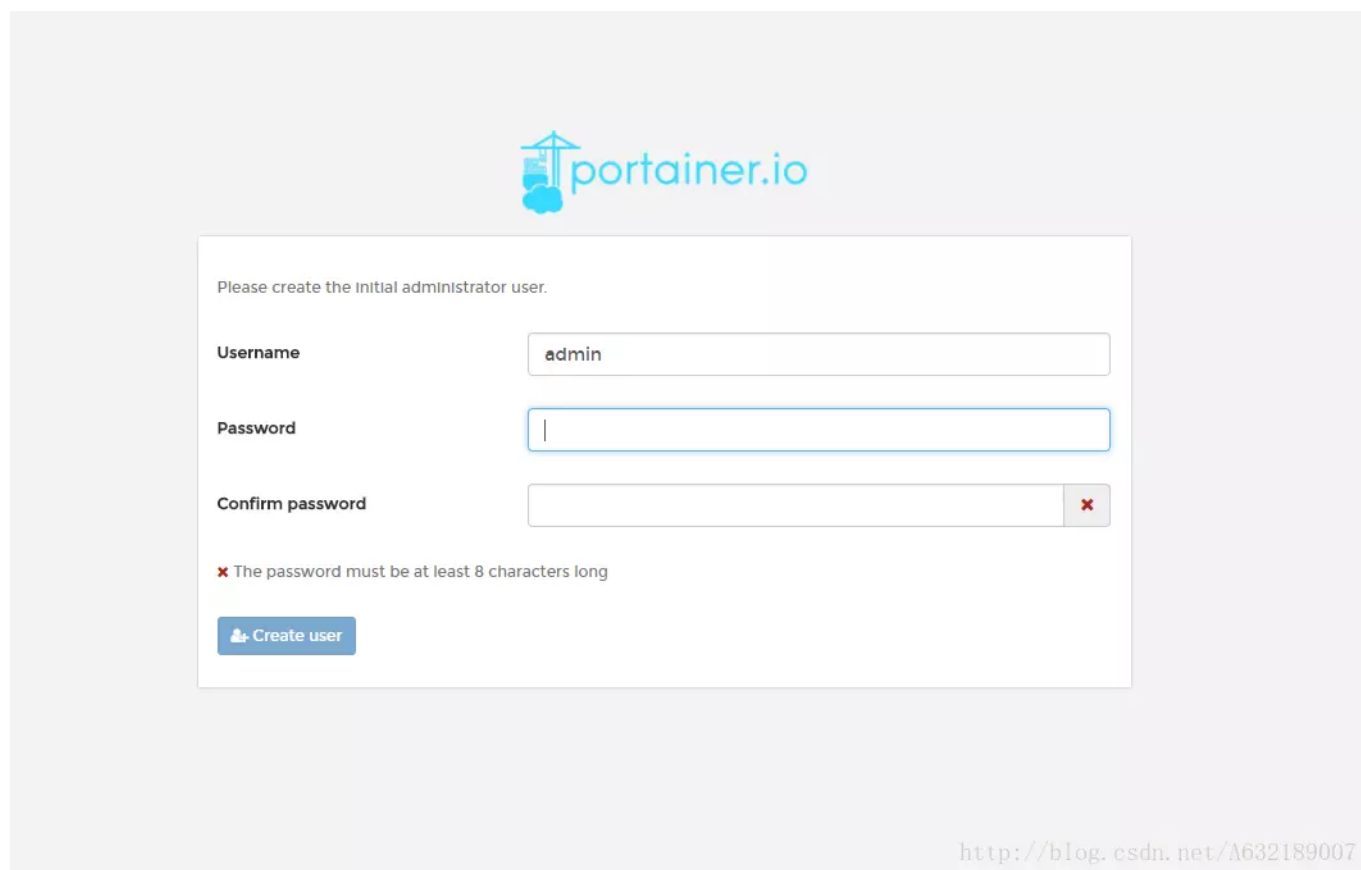 portainer.io
Please create the initial administrator user.
Username
admin
Password
Confirm password
The password must be at least 8 characters long
Create user
http://blog.csdn.net/A632189007